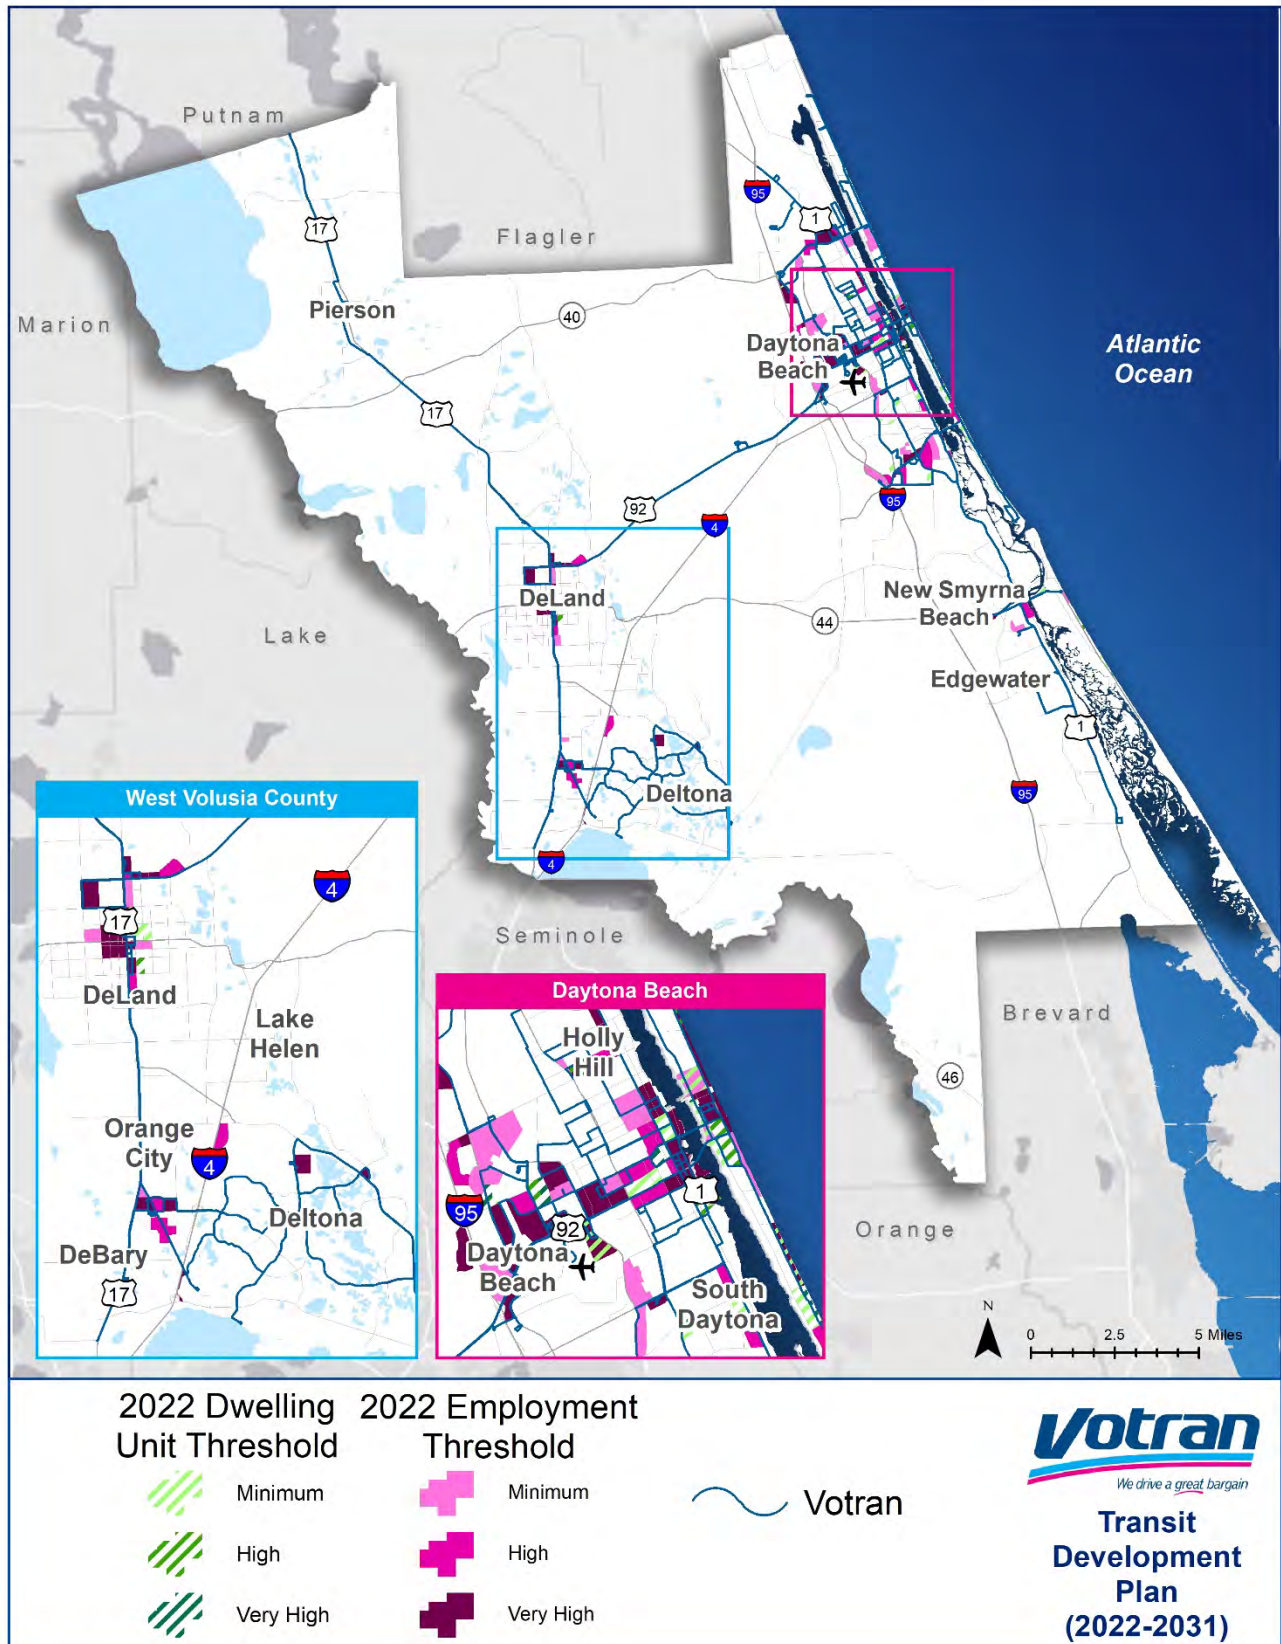 Putnam
95
17
1
Flagler
Pierson
Marion
40
Atlantic
Ocean
Daytona
Beach
17
95
92
4
DeLand
New Smyrna
Beach
44
Lake
Edgewater
1
Deltona
95
4
West Volusia County
4
17
Seminole
DeLand
Daytona Beach
Lake
Helen
Brevard
Holly
Hill
46
Orange
City
4
Deltona
95
1
92
DeBary
Daytona
Beach
17
South
Daytona
Orange
N
0 2.5 5 Miles
2022 Dwelling
Unit Threshold
Minimum
High
Very High
2022 Employment
Threshold
Minimum
High
Very High
Votran
Votran
We drive a great bargain
Transit
Development
Plan
(2022-2031)